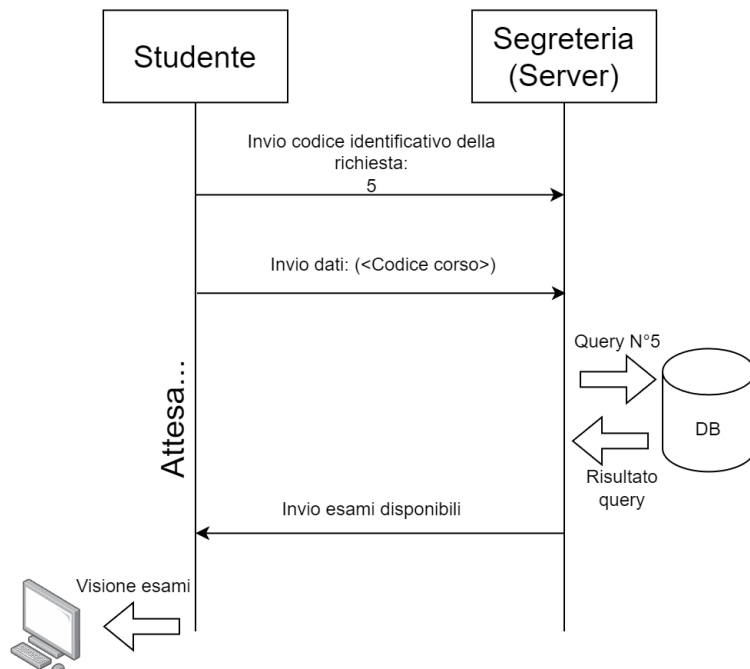 Studente
Segreteria
(Server)
Invio codice identificativo della
richiesta:
5
Invio dati: (<Codice corso>)
Query N°5
Attesa...
DB
Risultato
query
Invio esami disponibili
Visione esami